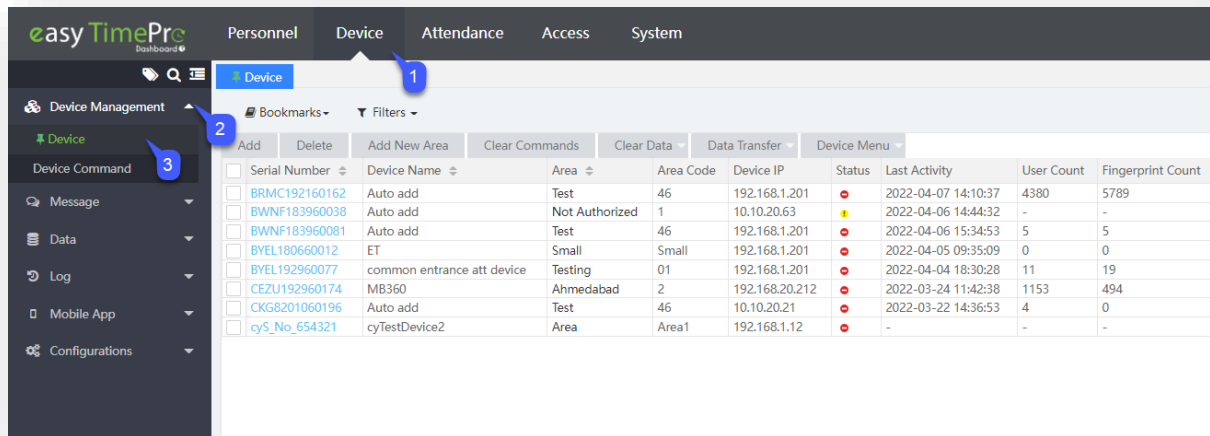 easy TimePro
Dashboard
Personnel Device Attendance Access System
1
Device
Device Management
2
Bookmarks Filters
Device
3
Add Delete Add New Area Clear Commands Clear Data Data Transfer Device Menu
Device Command
Serial Number Device Name Area Area Code Device IP Status Last Activity User Count Fingerprint Count
BRMC192160162 Auto add Test 46 192.168.1.201 2022-04-07 14:10:37 4380 5789
BWNF183960038 Auto add Not Authorized 1 10.10.20.63 2022-04-06 14:44:32 - -
BWNF183960081 Auto add Test 46 192.168.1.201 2022-04-06 15:34:53 5 5
BYEL180660012 ET Small Small 192.168.1.201 2022-04-05 09:35:09 0 0
BYEL192960077 common entrance att device Testing 01 192.168.1.201 2022-04-04 18:30:28 11 19
CEZU192960174 MB360 Ahmedabad 2 192.168.20.212 2022-03-24 11:42:38 1153 494
CKG8201060196 Auto add Test 46 10.10.20.21 2022-03-22 14:36:53 4 0
cyS_No_654321 cyTestDevice2 Area Area1 192.168.1.12 - - -
Message
Data
Log
Mobile App
Configurations